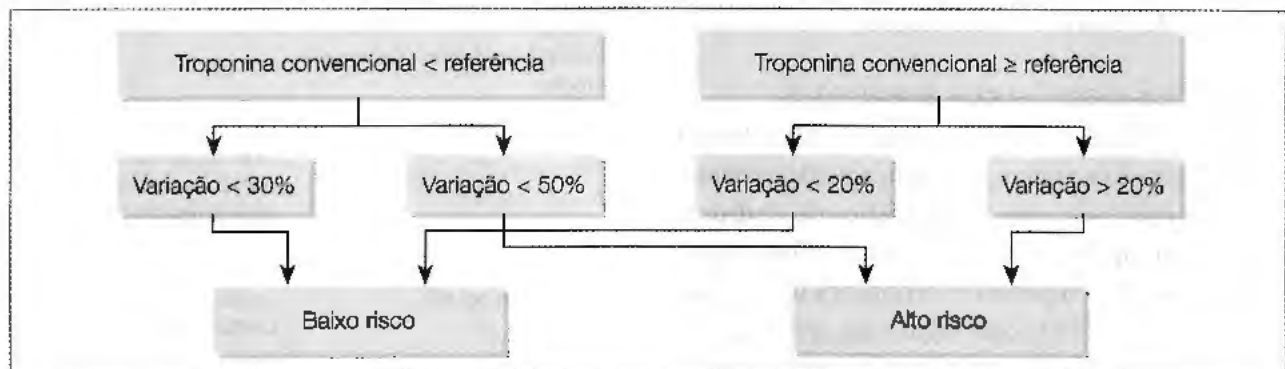 Troponina convencional < referência
Troponina convencional ≥ referência
Variação < 30%
Variação < 50%
Variação < 20%
Variação > 20%
Baixo risco
Alto risco